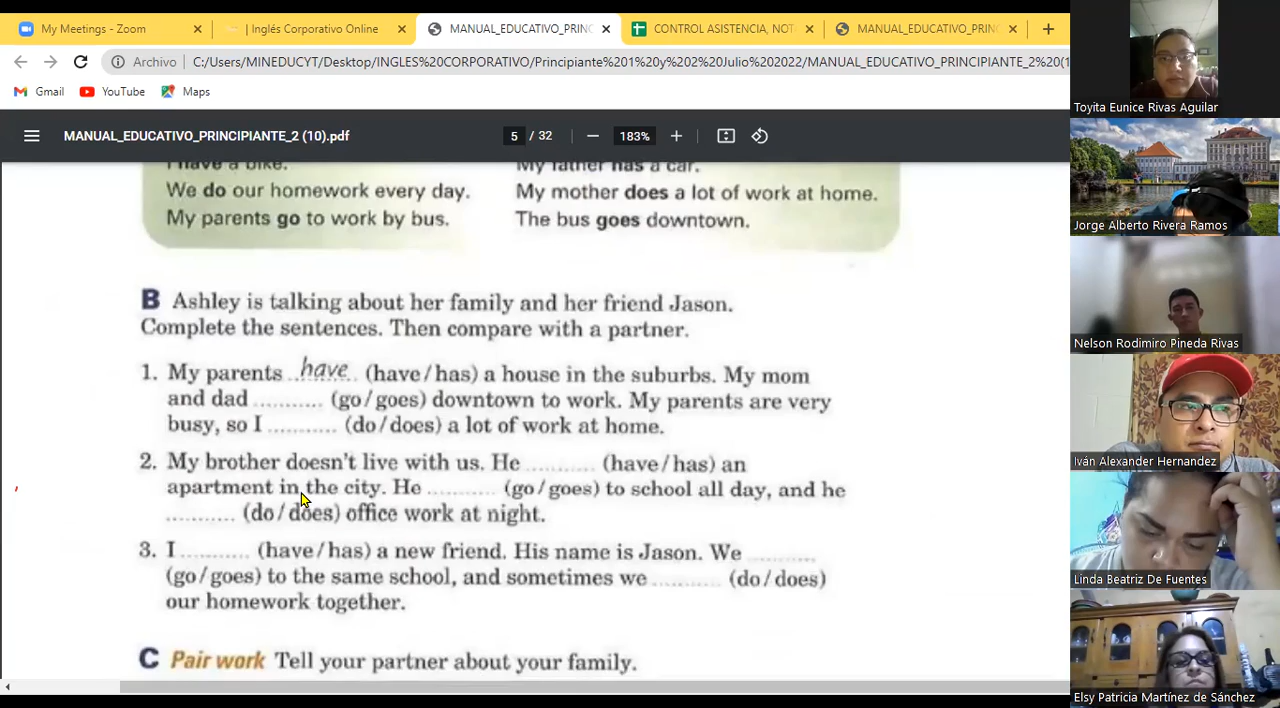 My Meetings - Zoom
| Inglés Corporativo Online
MANUAL_EDUCATIVO_PRINC
CONTROL ASISTENCIA, NOT
MANUAL_EDUCATIVO_PRINC
Archivo
C:/Users/MINEDUCYT/Desktop/INGLES%20CORPORATIVO/Principiante%201%20y%202%20Julio%202022/MANUAL_EDUCATIVO_PRINCIPIANTE_2%20(1
Gmail
YouTube
Maps
MANUAL_EDUCATIVO_PRINCIPIANTE_2 (10).pdf
5 / 32
183%
I have a bike.
My father has a car.
We do our homework every day.
My mother does a lot of work at home.
My parents go to work by bus.
The bus goes downtown.
B Ashley is talking about her family and her friend Jason.
Complete the sentences. Then compare with a partner.
1. My parents ..have.. (have/has) a house in the suburbs. My mom
and dad .......... (go/goes) downtown to work. My parents are very
busy, so I .......... (do/does) a lot of work at home.
2. My brother doesn't live with us. He .......... (have/has) an
apartment in the city. He .......... (go/goes) to school all day, and he
.......... (do/does) office work at night.
3. I .......... (have/has) a new friend. His name is Jason. We ..........
(go/goes) to the same school, and sometimes we .......... (do/does)
our homework together.
C Pair work Tell your partner about your family.
Toyita Eunice Rivas Aguilar
Jorge Alberto Rivera Ramos
Nelson Rodimiro Pineda Rivas
Iván Alexander Hernandez
Linda Beatriz De Fuentes
Elsy Patricia Martínez de Sánchez